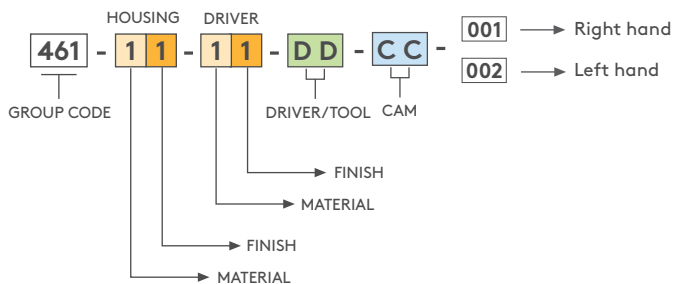 HOUSING DRIVER
461 - 1 1 - 1 1 - D D - C C - 001 Right hand
002 Left hand
GROUP CODE DRIVER/TOOL CAM
FINISH
MATERIAL
FINISH
MATERIAL